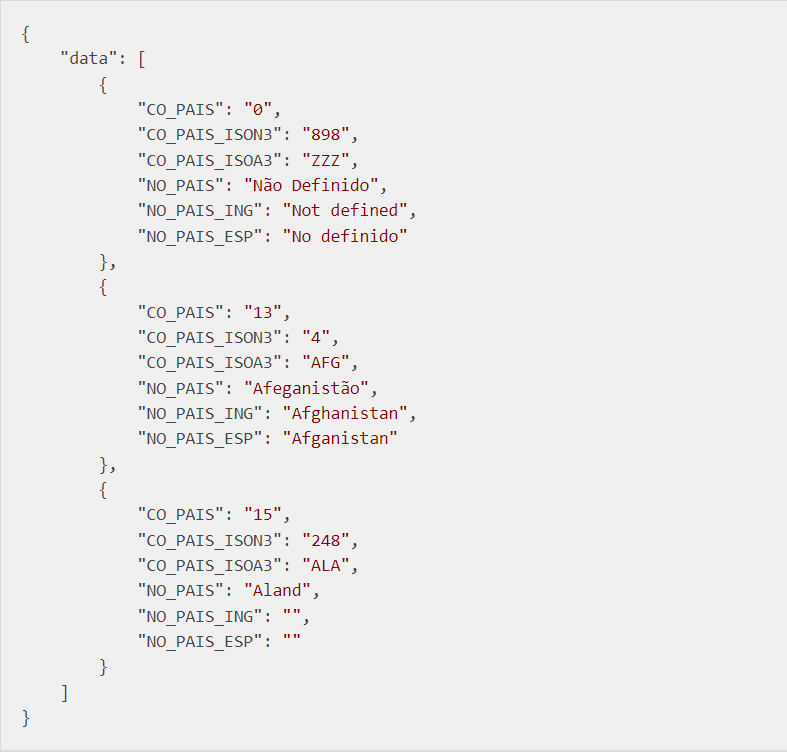 {
    "data": [
        {
            "CO_PAIS": "0",
            "CO_PAIS_ISON3": "898",
            "CO_PAIS_ISOA3": "ZZZ",
            "NO_PAIS": "Não Definido",
            "NO_PAIS_ING": "Not defined",
            "NO_PAIS_ESP": "No definido"
        },
        {
            "CO_PAIS": "13",
            "CO_PAIS_ISON3": "4",
            "CO_PAIS_ISOA3": "AFG",
            "NO_PAIS": "Afeganistão",
            "NO_PAIS_ING": "Afghanistan",
            "NO_PAIS_ESP": "Afganistan"
        },
        {
            "CO_PAIS": "15",
            "CO_PAIS_ISON3": "248",
            "CO_PAIS_ISOA3": "ALA",
            "NO_PAIS": "Aland",
            "NO_PAIS_ING": "",
            "NO_PAIS_ESP": ""
        }
    ]
}